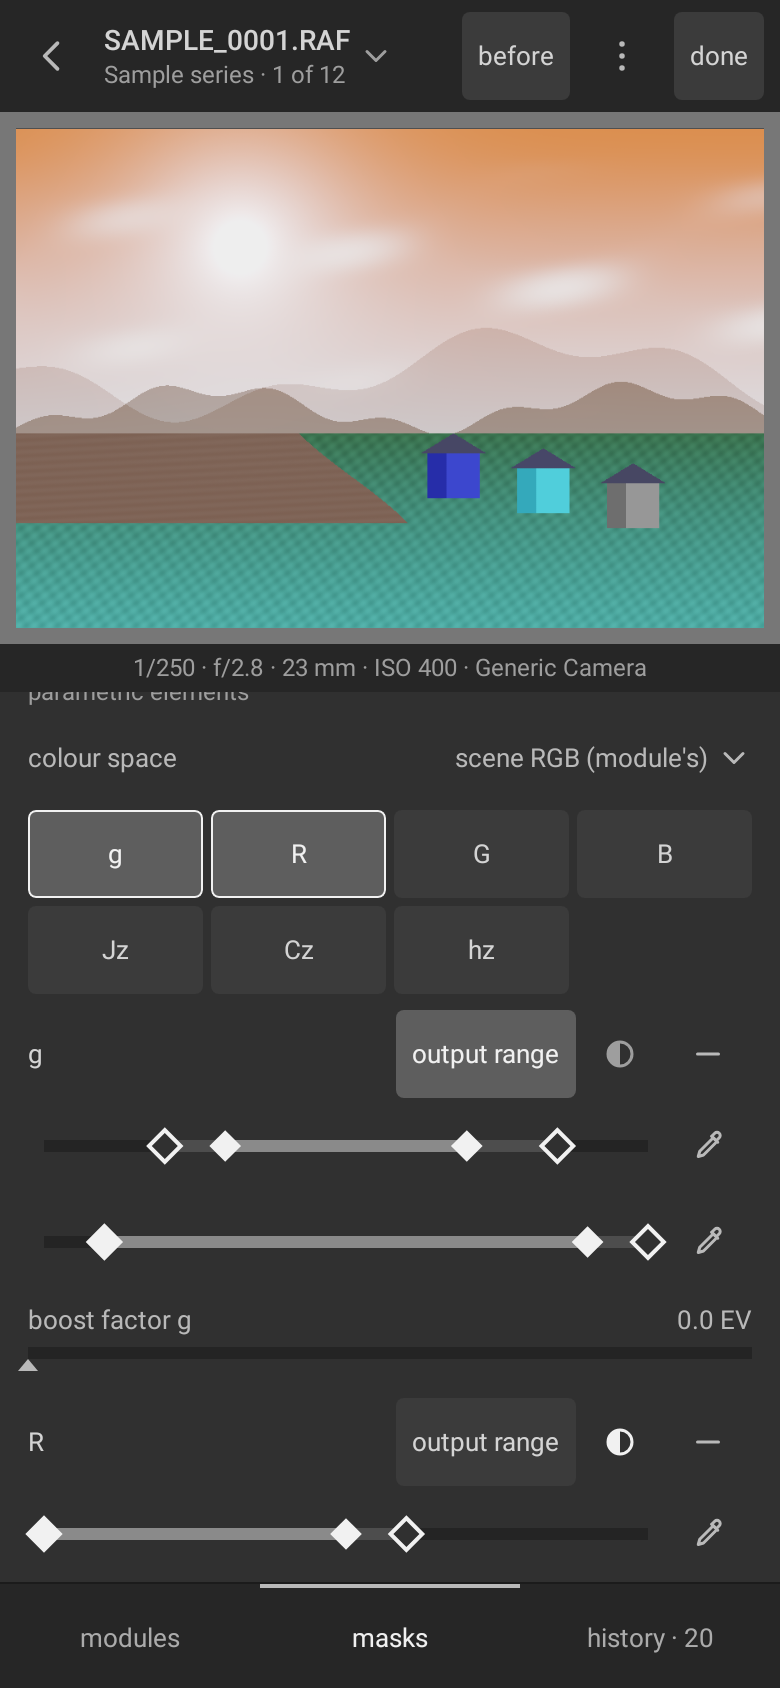 SAMPLE_0001.RAF
Sample series · 1 of 12
before
done
1/250 · f/2.8 · 23 mm · ISO 400 · Generic Camera
parametric elements
colour space
scene RGB (module's)
g
R
G
B
Jz
Cz
hz
g
output range
boost factor g
0.0 EV
R
output range
modules
masks
history · 20